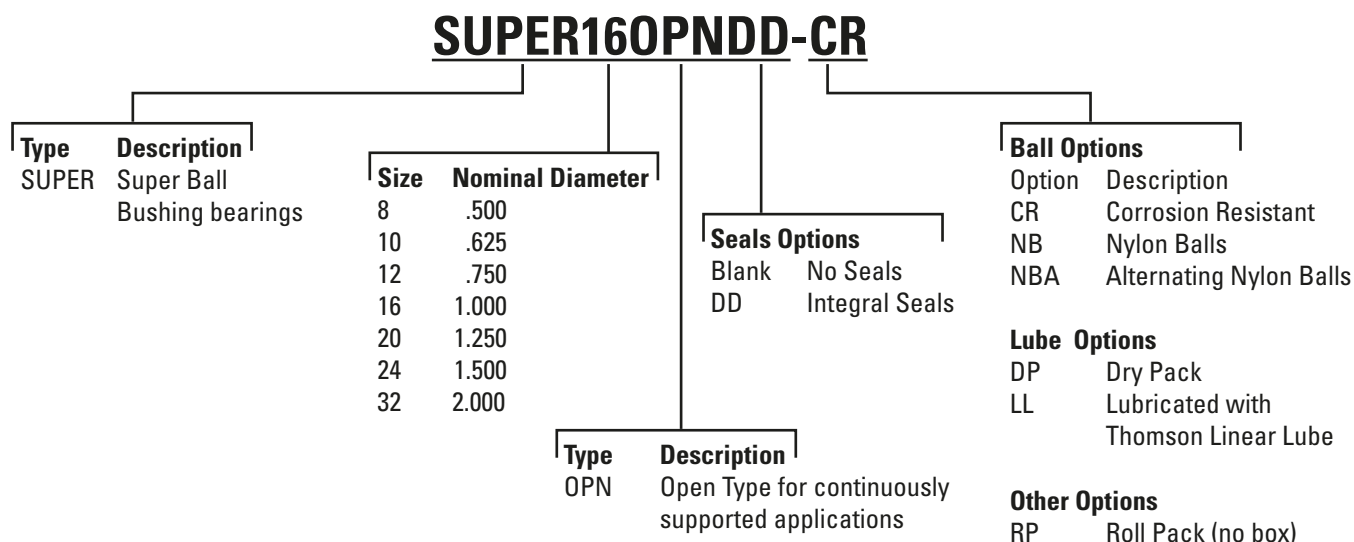 SUPER16OPNDD-CR
Type Description
SUPER Super Ball
Bushing bearings
Size Nominal Diameter
8 .500
10 .625
12 .750
16 1.000
20 1.250
24 1.500
32 2.000
Type Description
OPN Open Type for continuously
supported applications
Seals Options
Blank No Seals
DD Integral Seals
Ball Options
Option Description
CR Corrosion Resistant
NB Nylon Balls
NBA Alternating Nylon Balls
Lube Options
DP Dry Pack
LL Lubricated with
Thomson Linear Lube
Other Options
RP Roll Pack (no box)